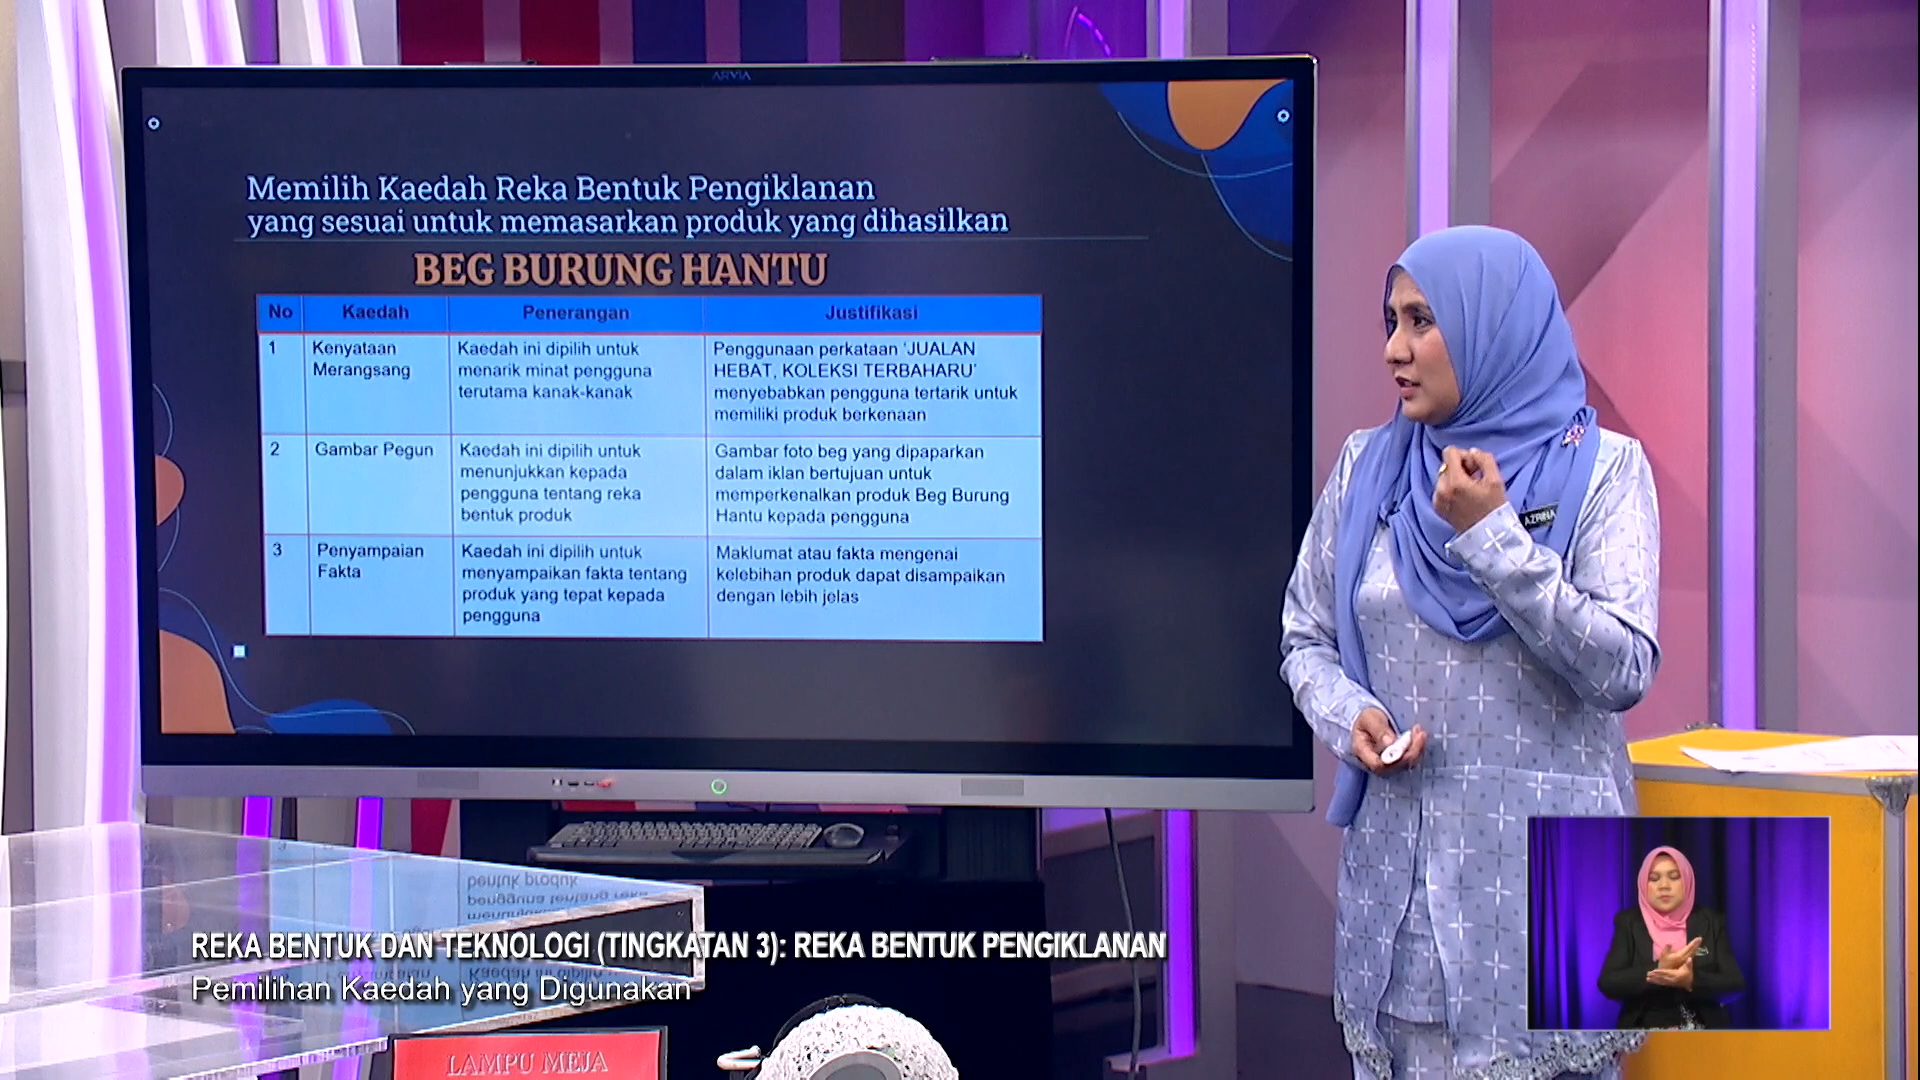 ARVIA
Memilih Kaedah Reka Bentuk Pengiklanan
yang sesuai untuk memasarkan produk yang dihasilkan
BEG BURUNG HANTU
No Kaedah Penerangan Justifikasi
1
Kenyataan
Merangsang
Kaedah ini dipilih untuk
menarik minat pengguna
terutama kanak-kanak
Penggunaan perkataan ‘JUALAN
HEBAT, KOLEKSI TERBAHARU’
menyebabkan pengguna tertarik untuk
memiliki produk berkenaan
2
Gambar Pegun
Kaedah ini dipilih untuk
menunjukkan kepada
pengguna tentang reka
bentuk produk
Gambar foto beg yang dipaparkan
dalam iklan bertujuan untuk
memperkenalkan produk Beg Burung
Hantu kepada pengguna
3
Penyampaian
Fakta
Kaedah ini dipilih untuk
menyampaikan fakta tentang
produk yang tepat kepada
pengguna
Maklumat atau fakta mengenai
kelebihan produk dapat disampaikan
dengan lebih jelas
AZRINA
REKA BENTUK DAN TEKNOLOGI (TINGKATAN 3): REKA BENTUK PENGIKLANAN
Pemilihan Kaedah yang Digunakan
LAMPU MEJA